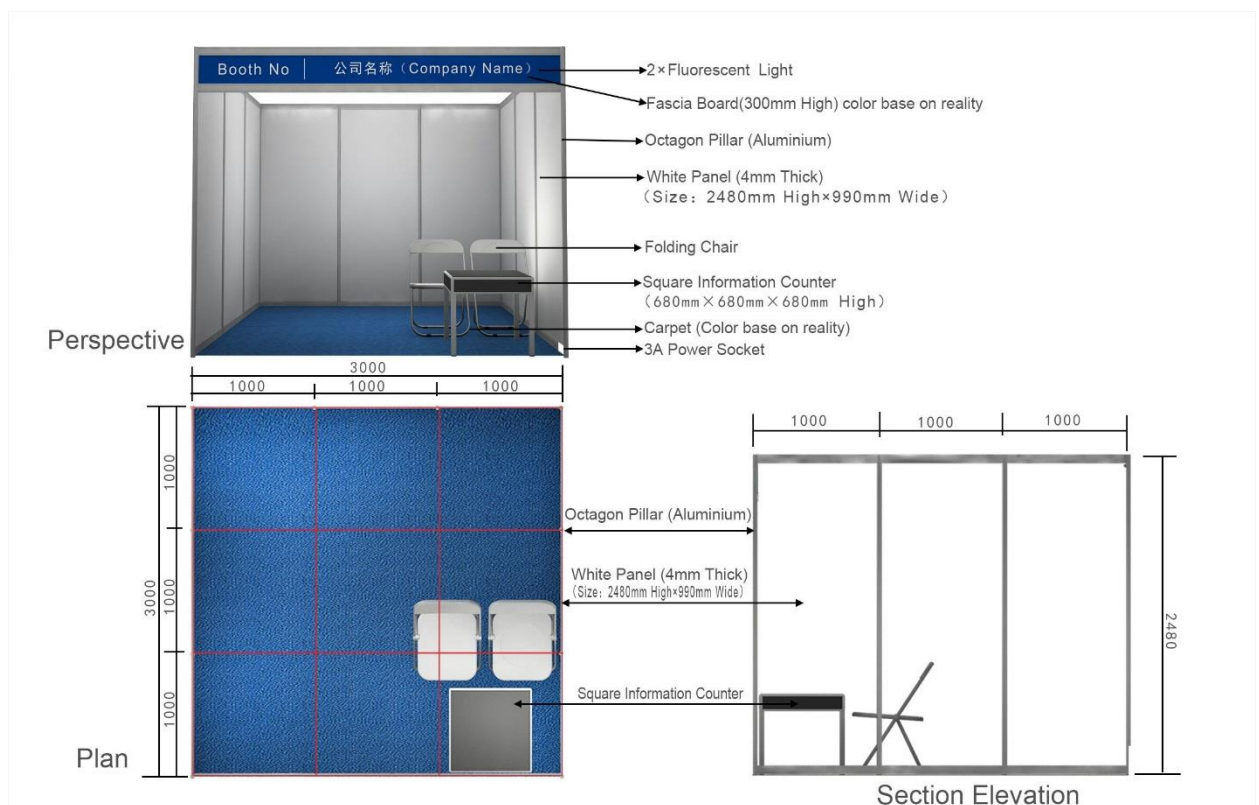 Booth No
公司名称（Company Name）
2×Fluorescent Light
Fascia Board(300mm High) color base on reality
Octagon Pillar (Aluminium)
White Panel (4mm Thick)
（Size：2480mm High×990mm Wide）
Folding Chair
Square Information Counter
（680mm×680mm×680mm High）
Carpet (Color base on reality)
3A Power Socket
Perspective
3000
1000
1000
1000
3000
1000
1000
1000
Plan
Octagon Pillar (Aluminium)
White Panel (4mm Thick)
（Size：2480mm High×990mm Wide）
Square Information Counter
1000
1000
1000
2480
Section Elevation